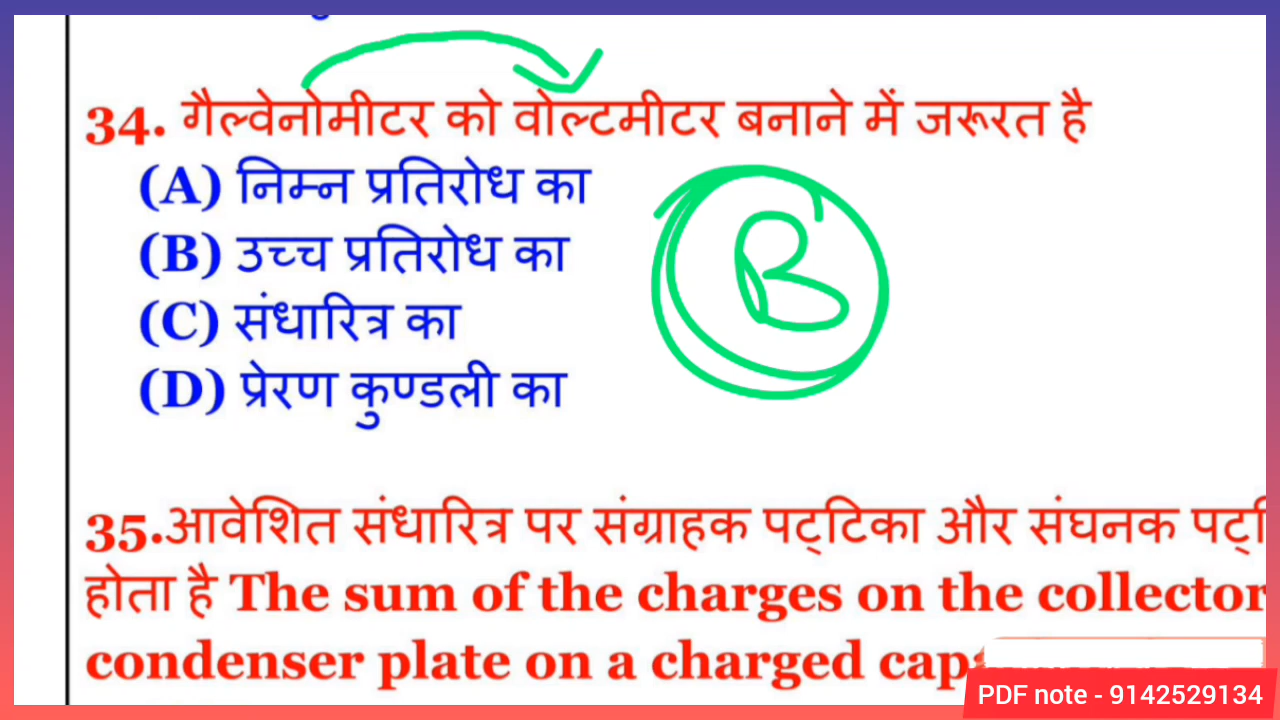 34. गैल्वेनोमीटर को वोल्टमीटर बनाने में जरूरत है
(A) निम्न प्रतिरोध का
(B) उच्च प्रतिरोध का
B
(C) संधारित्र का
(D) प्रेरण कुण्डली का
35.आवेशित संधारित्र पर संग्राहक पट्टिका और संघनक
होता है The sum of the charges on the collector
condenser plate on a charged
PDF note - 9142529134